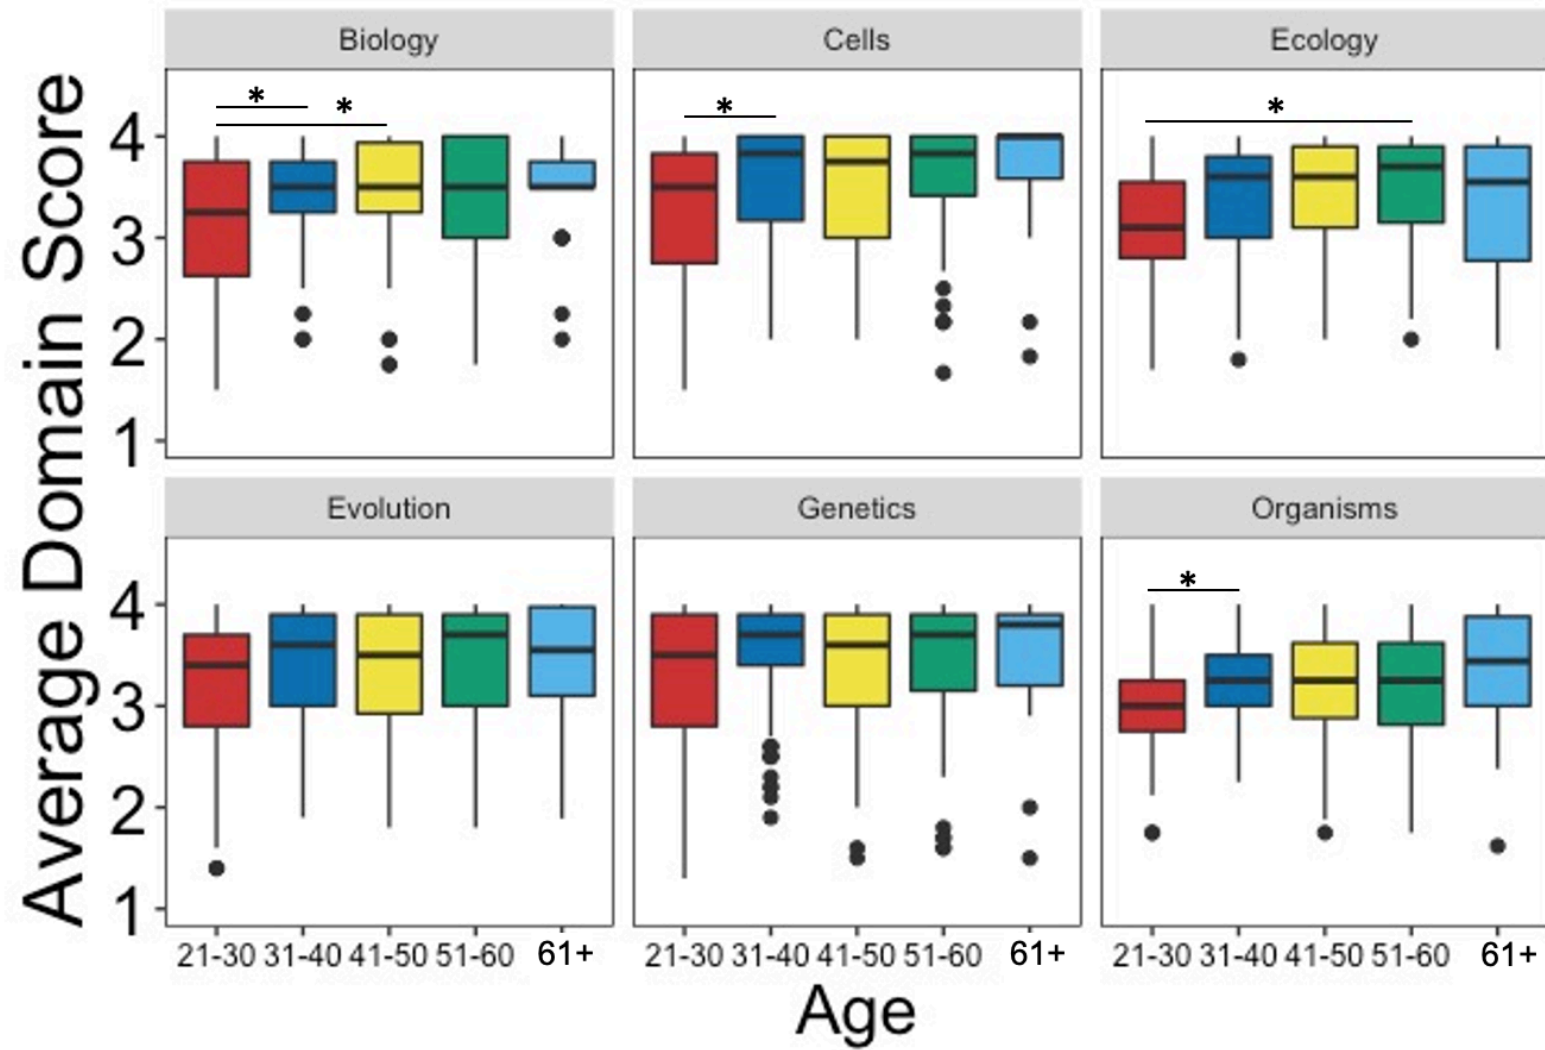 Average Domain Score
Biology
Cells
Ecology
* *
*
*
4
3
2
1
Evolution
Genetics
Organisms
*
4
3
2
1
21-30 31-40 41-50 51-60 61+
21-30 31-40 41-50 51-60 61+
21-30 31-40 41-50 51-60 61+
Age